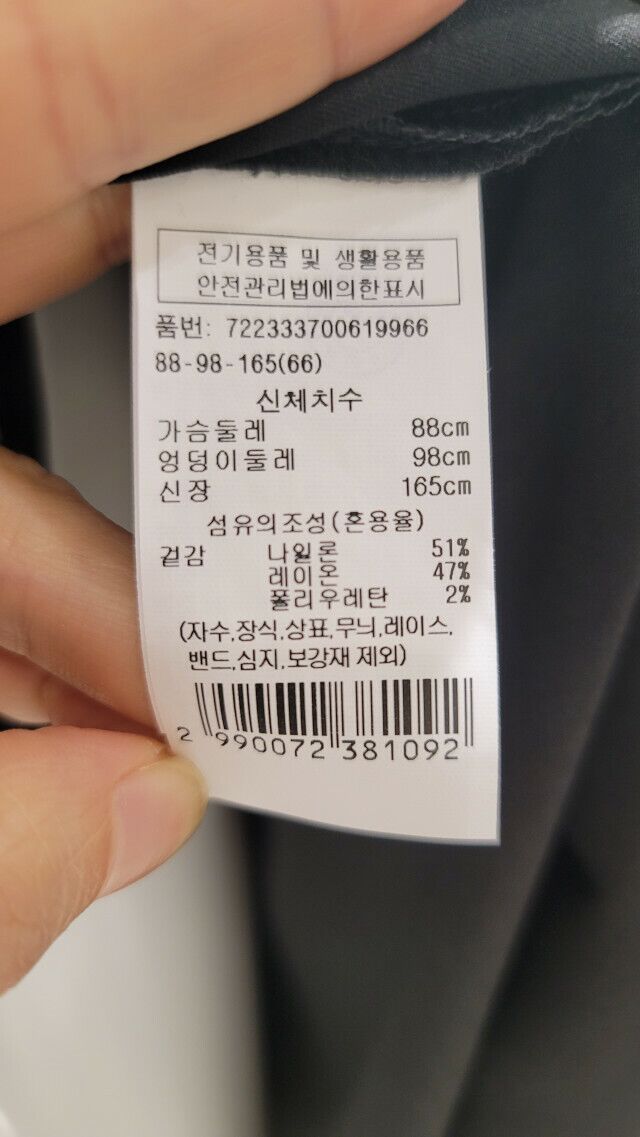 전기용품 및 생활용품
안전관리법에의한표시
품번: 722333700619966
88-98-165(66)
신체치수
가슴둘레 88cm
엉덩이둘레 98cm
신장 165cm
섬유의조성(혼용율)
겉감 나일론 51%
레이온 47%
폴리우레탄 2%
(자수,장식,상표,무늬,레이스,
밴드,심지,보강재 제외)
2 990072 381092